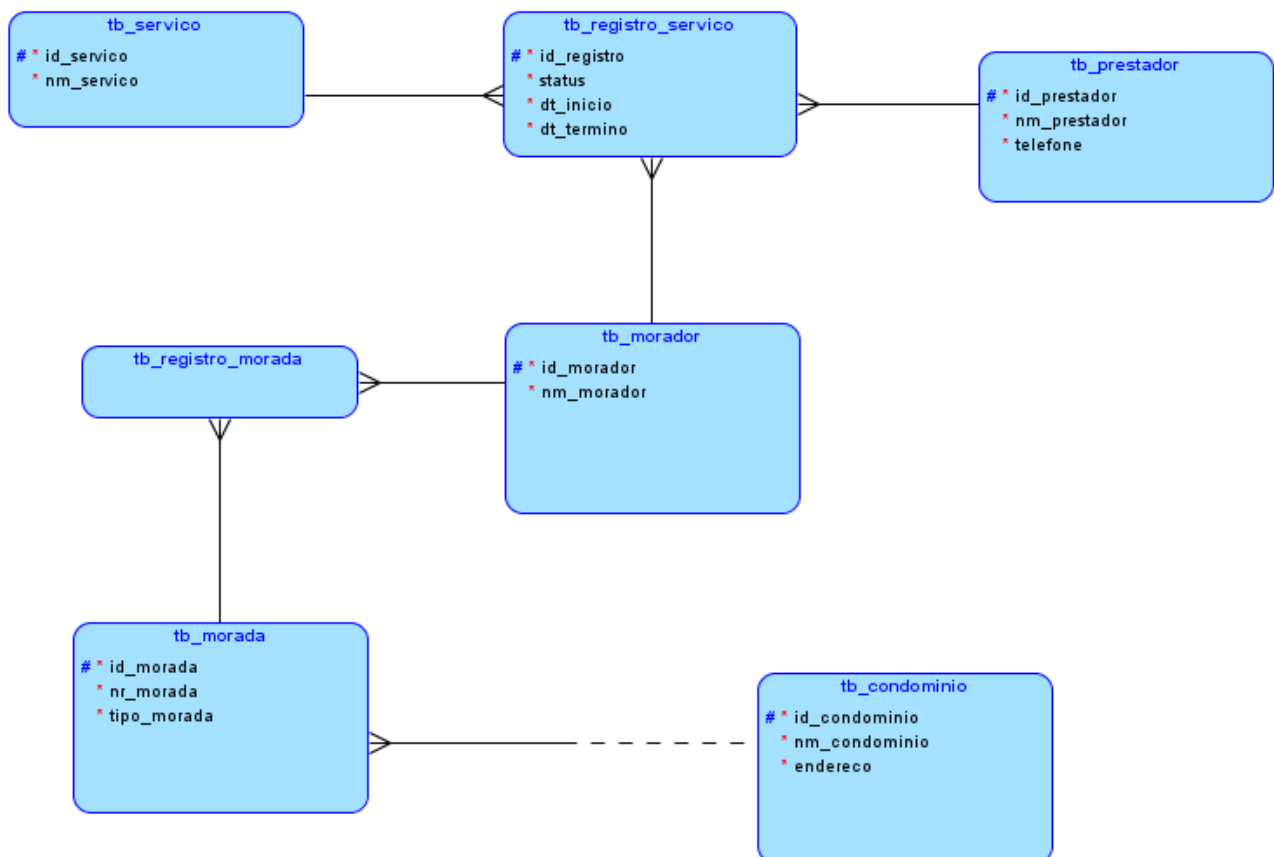 tb_servico
# * id_servico
* nm_servico
tb_registro_servico
# * id_registro
* status
* dt_inicio
* dt_termino
tb_prestador
# * id_prestador
* nm_prestador
* telefone
tb_registro_morada
tb_morador
# * id_morador
* nm_morador
tb_morada
# * id_morada
* nr_morada
* tipo_morada
tb_condominio
# * id_condominio
* nm_condominio
* endereco